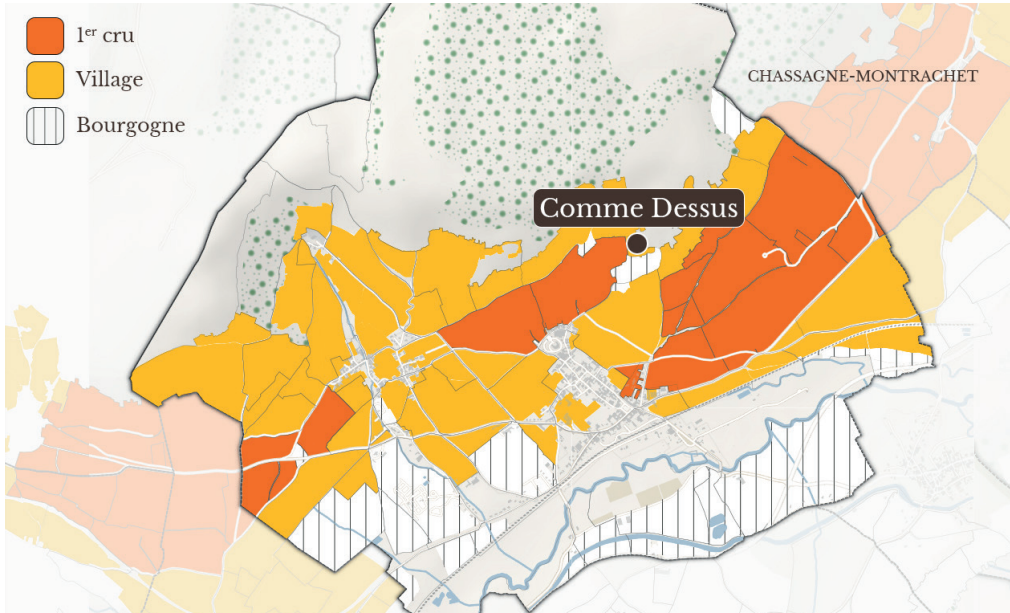 1er cru
Village
Bourgogne
CHASSAGNE-MONTRACHET
Comme Dessus